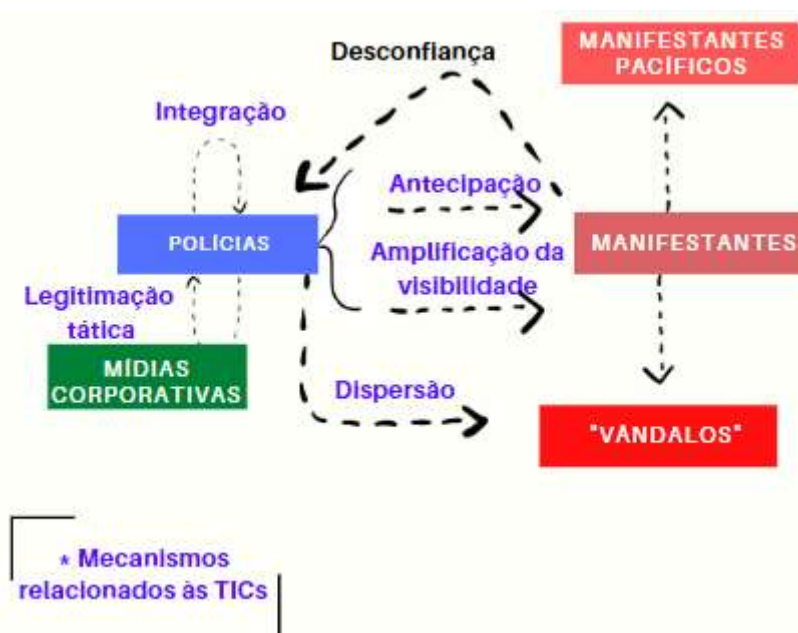 Desconfiança
MANIFESTANTES
PACÍFICOS
Integração
Antecipação
POLÍCIAS
MANIFESTANTES
Amplificação da
visibilidade
Legitimação
tática
MÍDIAS
CORPORATIVAS
Dispersão
"VÂNDALOS"
* Mecanismos
relacionados às TICs